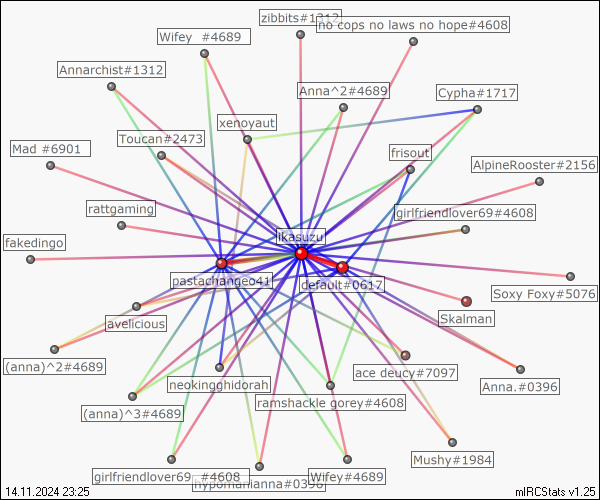 zibbits#1312
no cops no laws no hope#4608
Wifey  #4689
Annarchist#1312
Anna^2#4689
Cypha#1717
xenoyaut
Toucan#2473
Mad #6901
frisout
AlpineRooster#2156
rattgaming
girlfriendlover69#4608
ikasuzu
fakedingo
pastachangeo41
default#0617
Soxy Foxy#5076
avelicious
Skalman
(anna)^2#4689
ace deucy#7097
neokingghidorah
Anna.#0396
ramshackle gorey#4608
(anna)^3#4689
Mushy#1984
girlfriendlover69_ #4608
Wifey#4689
hypomarianna#0396
14.11.2024 23:25
mIRCStats v1.25